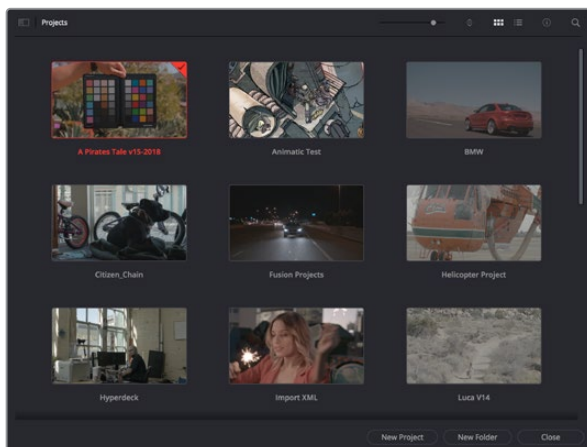 Projects
A Pirates Tale v15-2018
Animatic Test
BMW
Citizen_Chain
Fusion Projects
Helicopter Project
Hyperdeck
Import XML
Luca V14
New Project
New Folder
Close